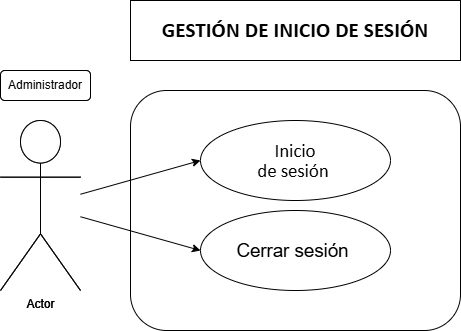 GESTIÓN DE INICIO DE SESIÓN
Administrador
Inicio
de sesión
Cerrar sesión
Actor